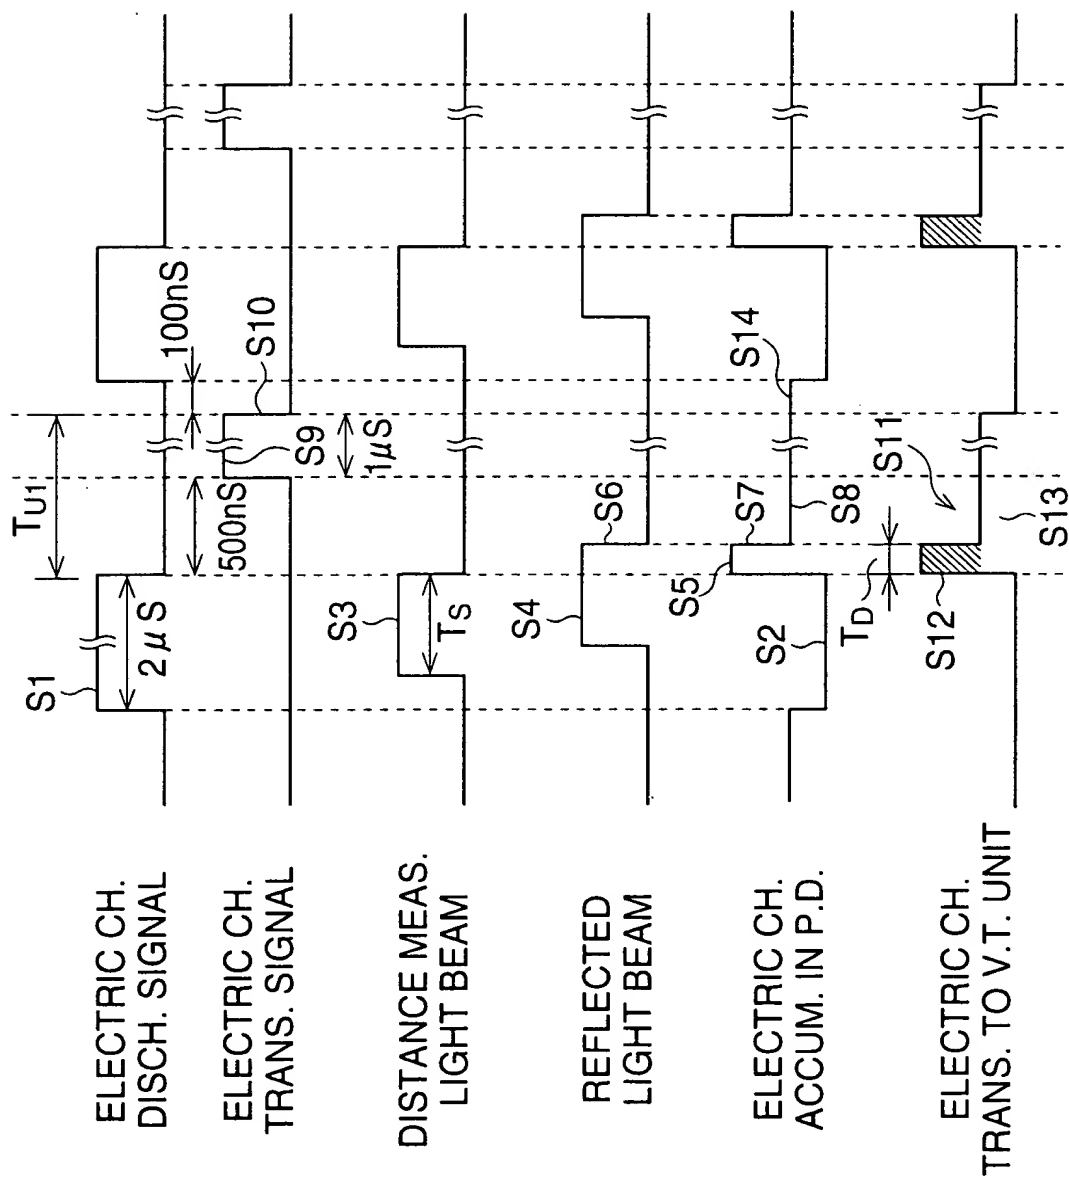 ELECTRIC CH.
DISCH. SIGNAL
S1
2μS
TU1
100nS
ELECTRIC CH.
TRANS. SIGNAL
500nS
S9
1μS
S10
DISTANCE MEAS.
LIGHT BEAM
S3
TS
REFLECTED
LIGHT BEAM
S4
S6
ELECTRIC CH.
ACCUM. IN P.D.
S2
S5
S7
S8
S14
ELECTRIC CH.
TRANS. TO V.T. UNIT
S12
TD
S11
S13